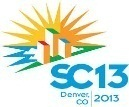 SC13
Denver, 2013
CO